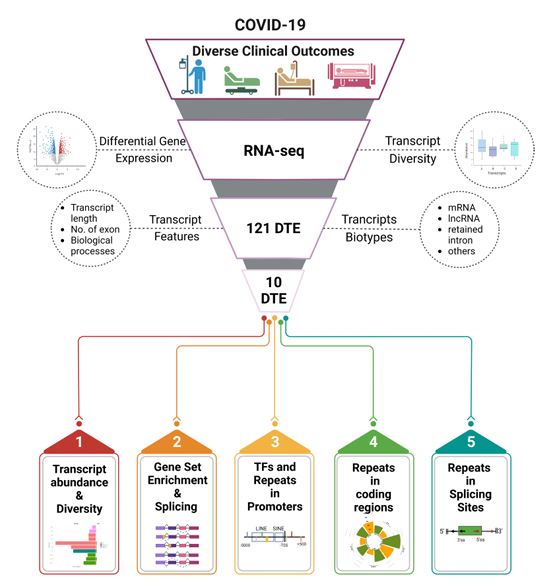 COVID-19
Diverse Clinical Outcomes
Differential Gene
Expression
RNA-seq
Transcript
Diversity
• Transcript
length
• No. of exon
• Biological
processes
Transcript
Features
121 DTE
Trancripts
Biotypes
• mRNA
• lncRNA
• retained
intron
• others
10
DTE
1
2
3
4
5
Transcript
abundance
&
Diversity
Gene Set
Enrichment
&
Splicing
TFs and
Repeats
in
Promoters
LINE
SINE
Repeats
in
coding
regions
Repeats
in
Splicing
Sites
5'
3'
3'ss
5'ss